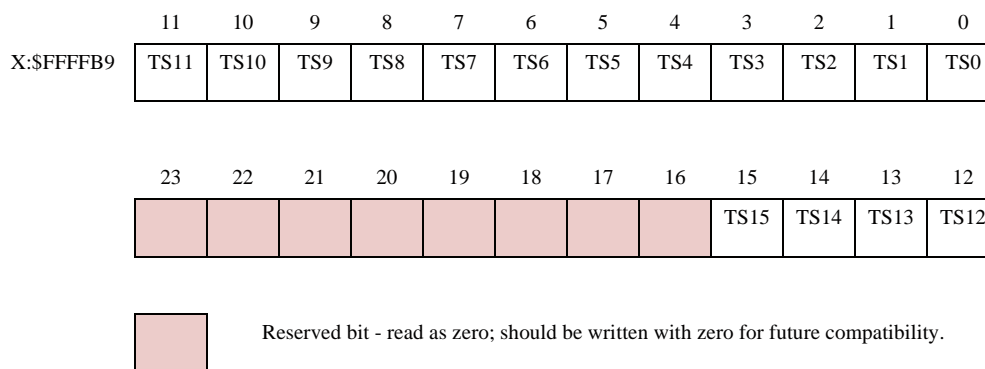 11 10 9 8 7 6 5 4 3 2 1 0
X:$FFFFB9 TS11 TS10 TS9 TS8 TS7 TS6 TS5 TS4 TS3 TS2 TS1 TS0
23 22 21 20 19 18 17 16 15 14 13 12
TS15 TS14 TS13 TS12
Reserved bit - read as zero; should be written with zero for future compatibility.